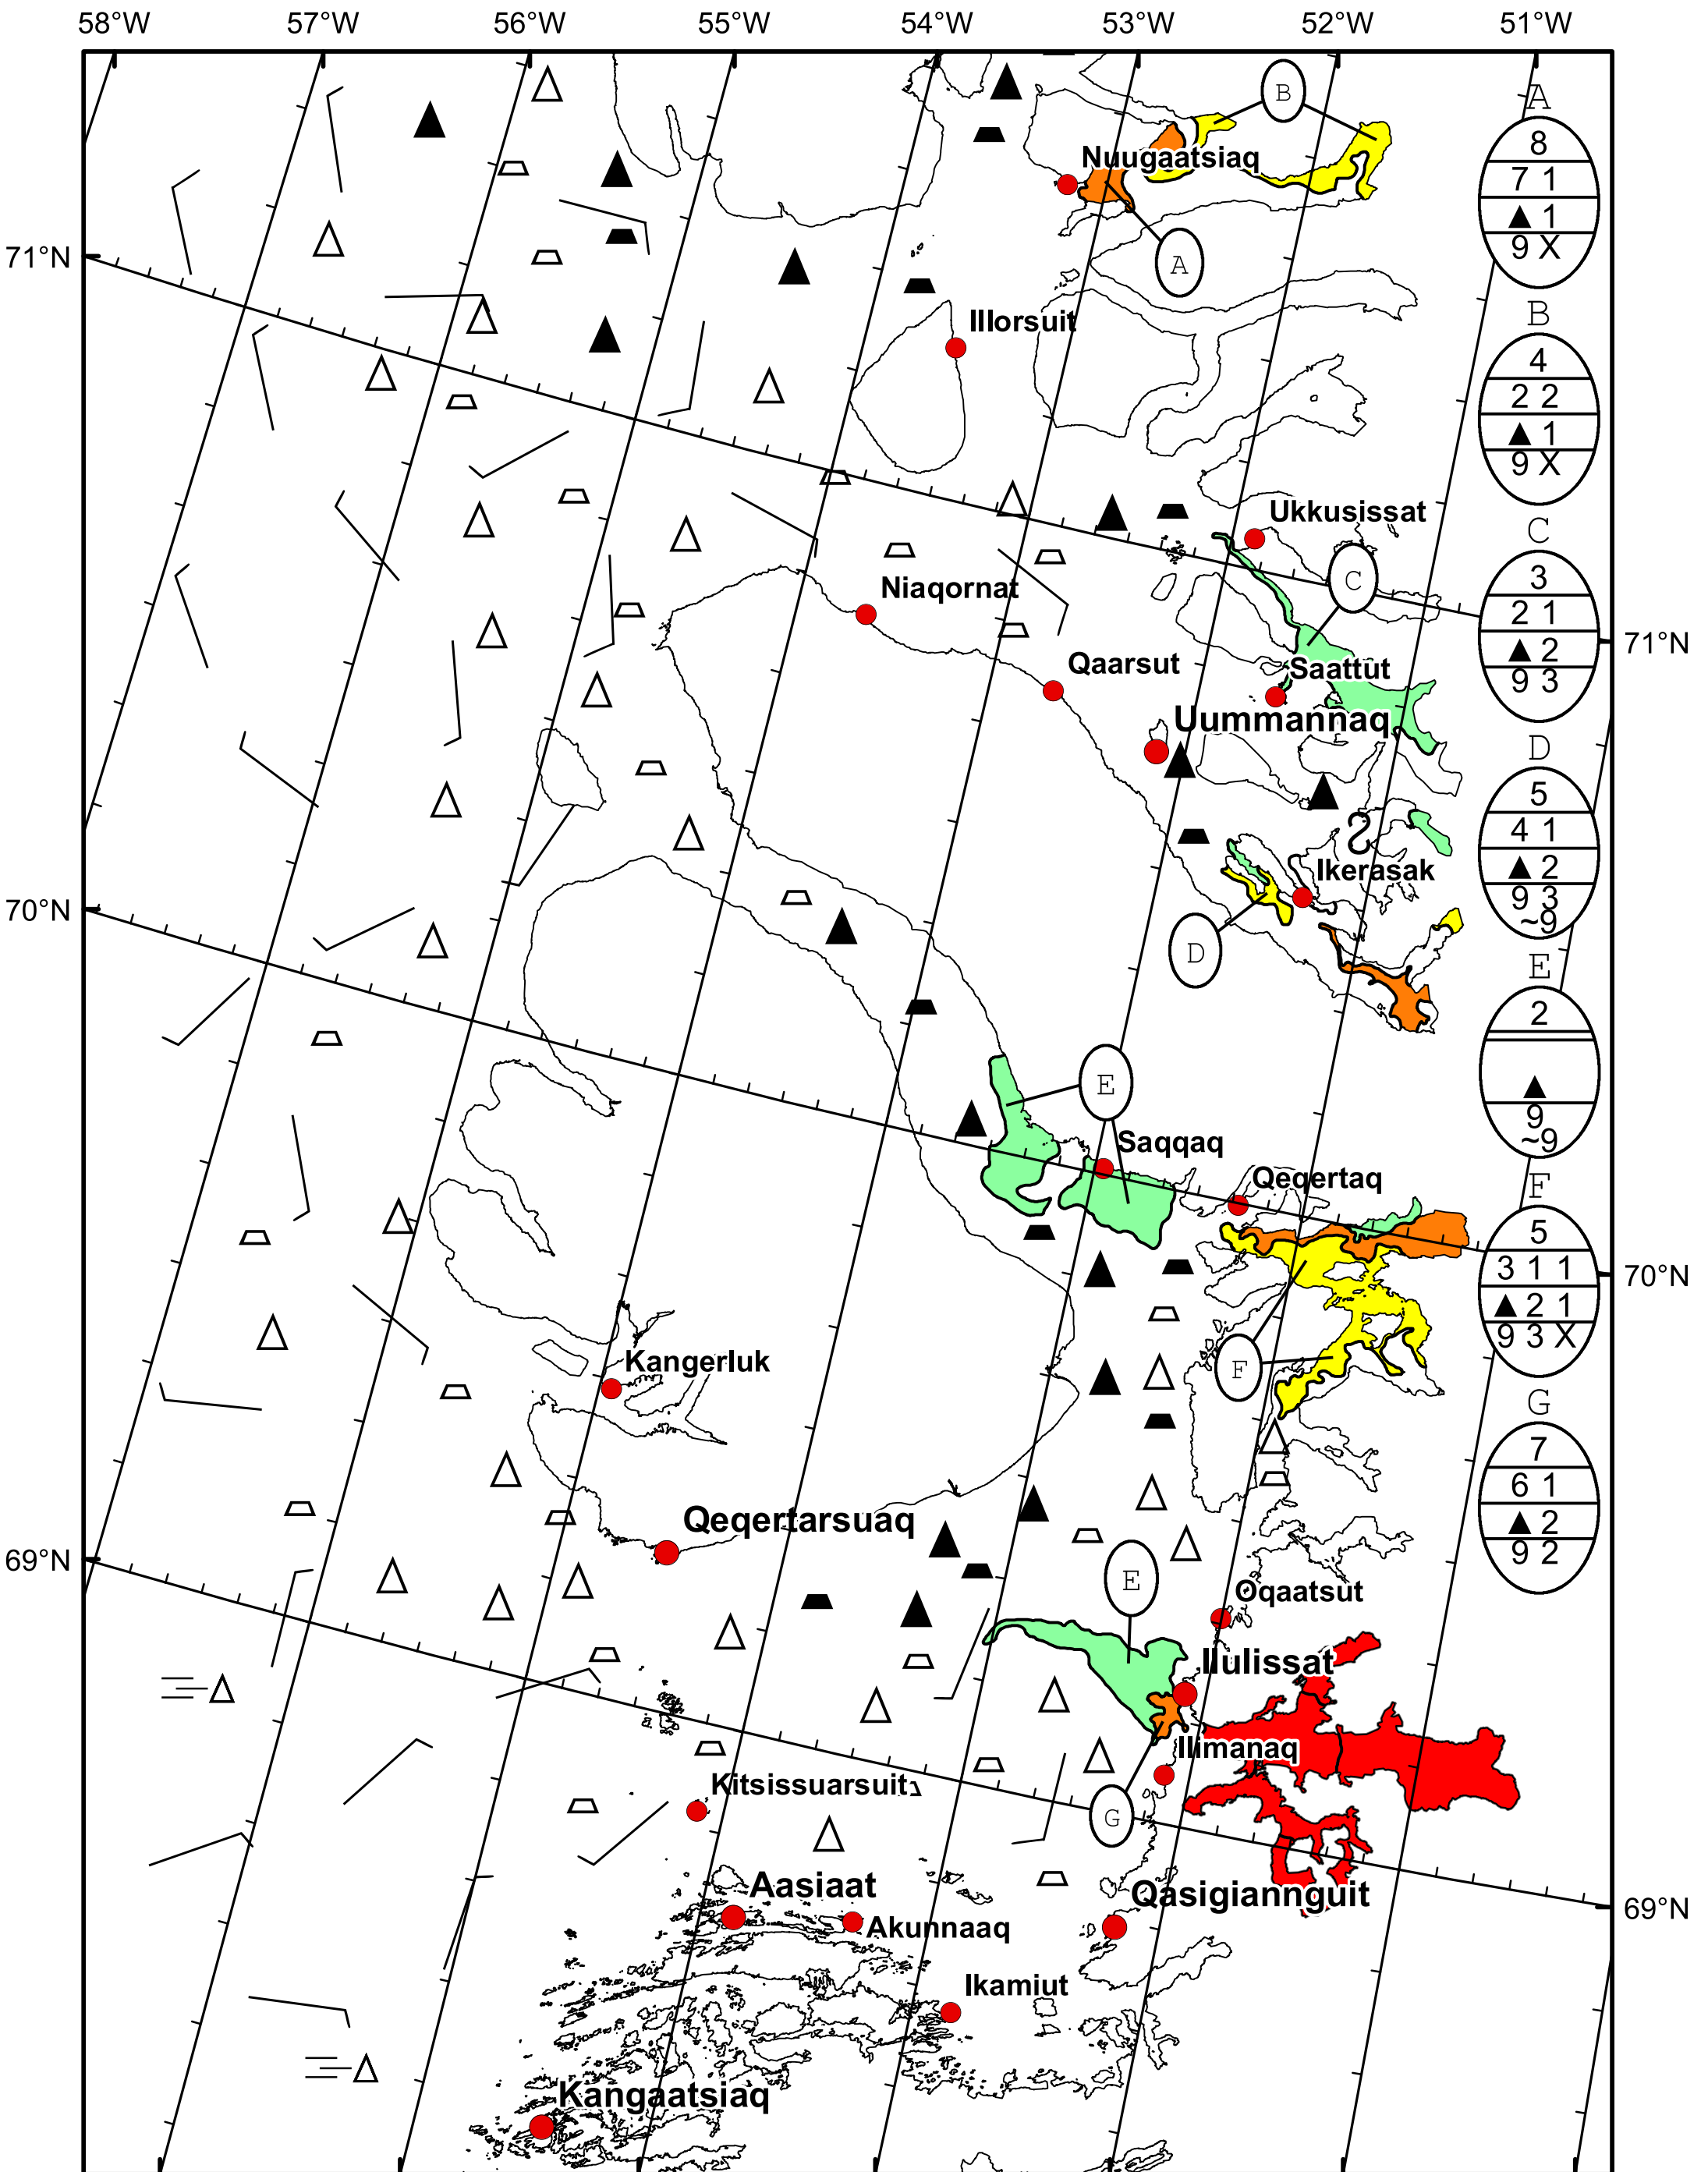 58°W 57°W 56°W 55°W 54°W 53°W 52°W 51°W
B
A
8
7 1
▲ 1
9 X
Nuugaatsiaq
A
71°N
Illorsuit
B
4
2 2
▲ 1
9 X
Ukkusissat
C
3
2 1
▲ 2
9 3
C
Niaqornat
Qaarsut
Saattut
71°N
Uummannaq
D
5
4 1
▲ 2
9 3
~9
Ikerasak
70°N
D
E
2
▲
9
~9
E
Saqqaq
Qeqertaq
F
5
3 1 1
▲ 2 1
9 3 X
70°N
Kangerluk
F
G
7
6 1
▲ 2
9 2
Qeqertarsuaq
69°N
E
Oqaatsut
Ilulissat
Ilimanaq
Kitsissuarsuit
G
Aasiaat
Qasigiannguit
69°N
Akunnaaq
Ikamiut
Kangaatsiaq